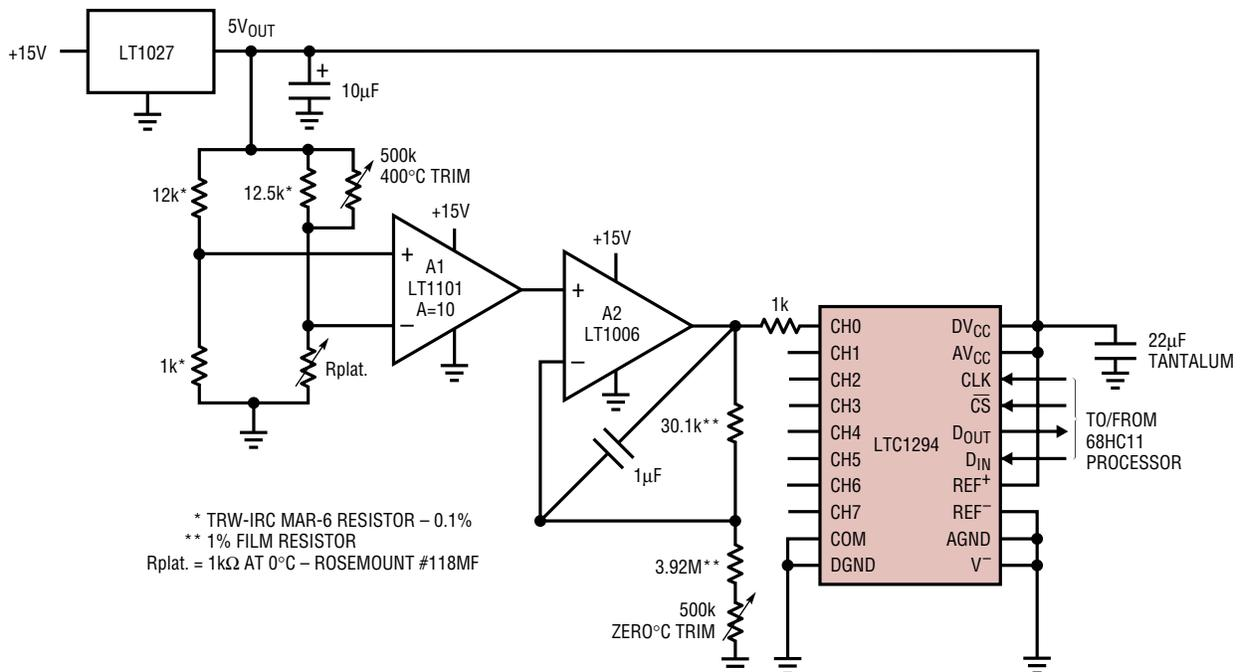 +15V
LT1027
5VOUT
+
10µF
12k*
12.5k*
500k
400°C TRIM
+15V
+
A1
LT1101
A=10
−
1k*
Rplat.
+15V
+
A2
LT1006
−
30.1k**
1µF
3.92M**
500k
ZERO°C TRIM
1k
CH0
CH1
CH2
CH3
CH4
CH5
CH6
CH7
COM
DGND
LTC1294
DVCC
AVCC
CLK
CS
DOUT
DIN
REF+
REF−
AGND
V−
22µF
TANTALUM
TO/FROM
68HC11
PROCESSOR
* TRW-IRC MAR-6 RESISTOR – 0.1%
** 1% FILM RESISTOR
Rplat. = 1kΩ AT 0°C – ROSEMOUNT #118MF